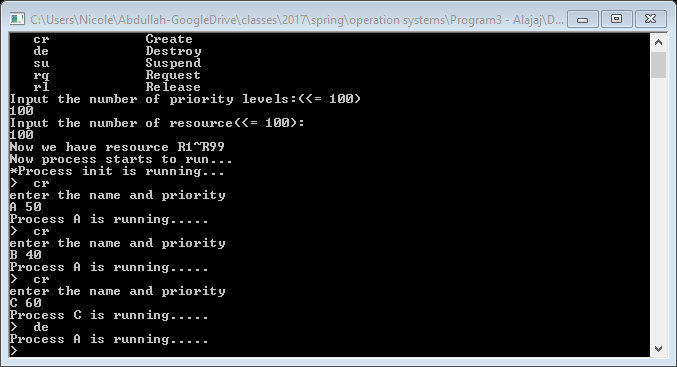 C:\Users\Nicole\Abdullah-GoogleDrive\classes\2017\spring\operation systems\Program3 - Alajaj\D...
cr Create
de Destroy
su Suspend
rq Request
rl Release
Input the number of priority levels:(<= 100)
100
Input the number of resource(<= 100):
100
Now we have resource R1~R99
Now process starts to run...
*Process init is running...
> cr
enter the name and priority
A 50
Process A is running.....
> cr
enter the name and priority
B 40
Process A is running.....
> cr
enter the name and priority
C 60
Process C is running.....
> de
Process A is running.....
>